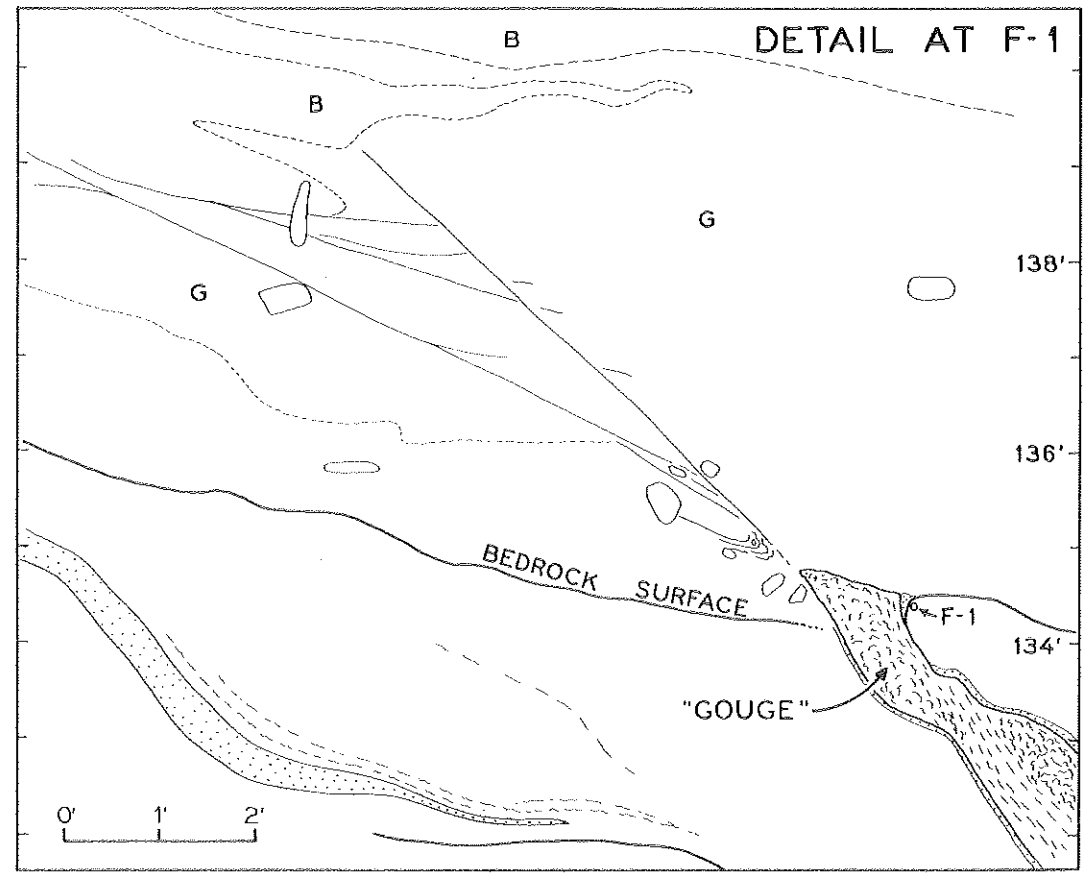 DETAIL AT F-1
B
B
G
138'
G
136'
BEDROCK SURFACE
F-1
134'
"GOUGE"
0' 1' 2'